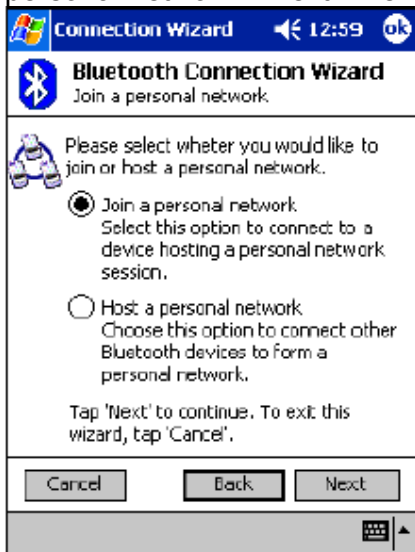 Connection Wizard 12:59 ok
Bluetooth Connection Wizard
Join a personal network
Please select wheter you would like to
join or host a personal network.
Join a personal network
Select this option to connect to a
device hosting a personal network
session.
Host a personal network
Choose this option to connect other
Bluetooth devices to form a
personal network.
Tap 'Next' to continue. To exit this
wizard, tap 'Cancel'.
Cancel Back Next